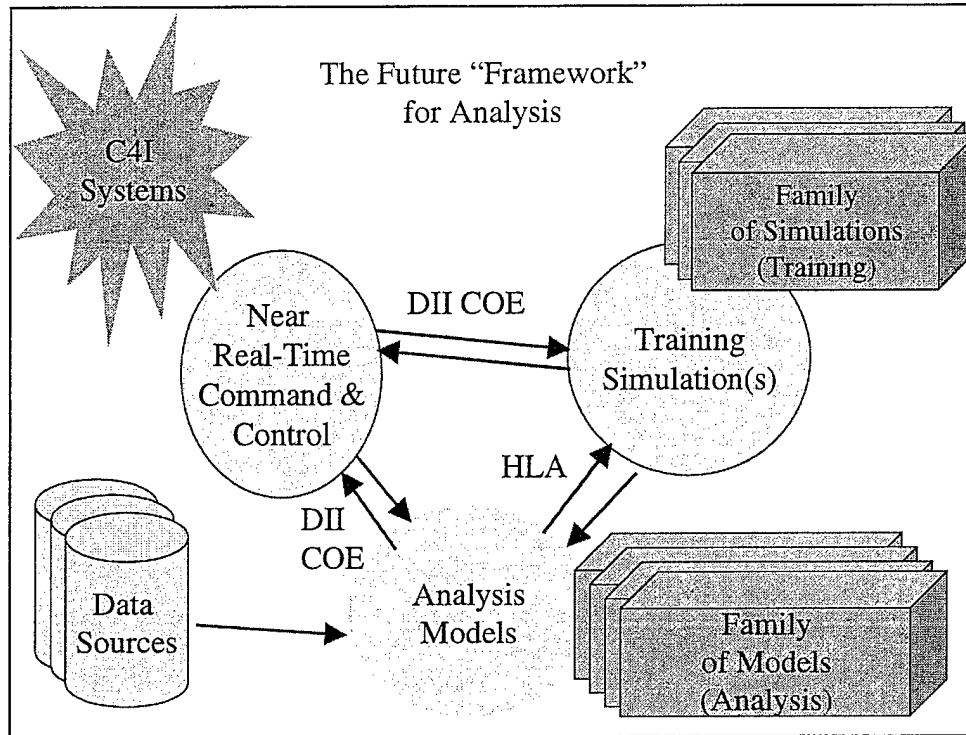 The Future “Framework”
for Analysis
C4I
Systems
Family
of Simulations
(Training)
Near
Real-Time
Command &
Control
DII COE
Training
Simulation(s)
HLA
DII
COE
Data
Sources
Analysis
Models
Family
of Models
(Analysis)